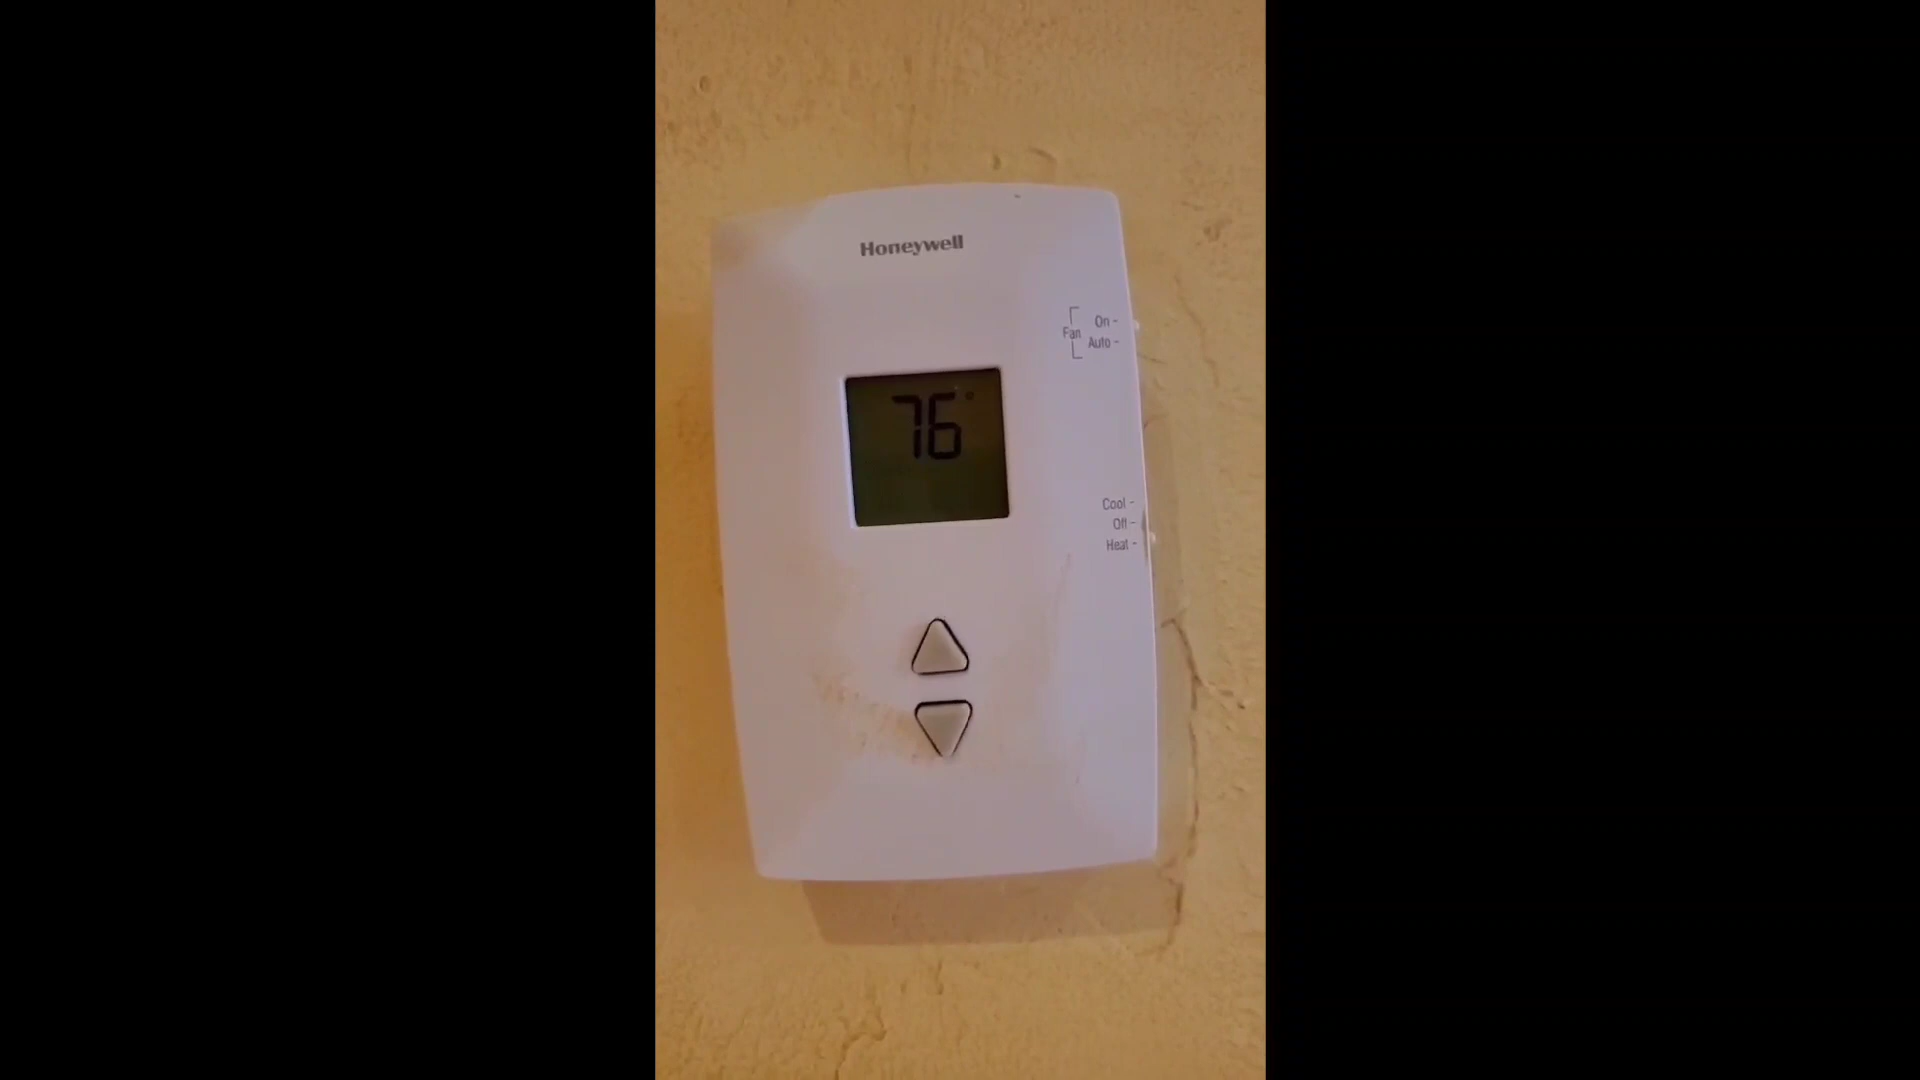 Honeywell
Fan
On -
Auto -
76°
Cool -
Off -
Heat -